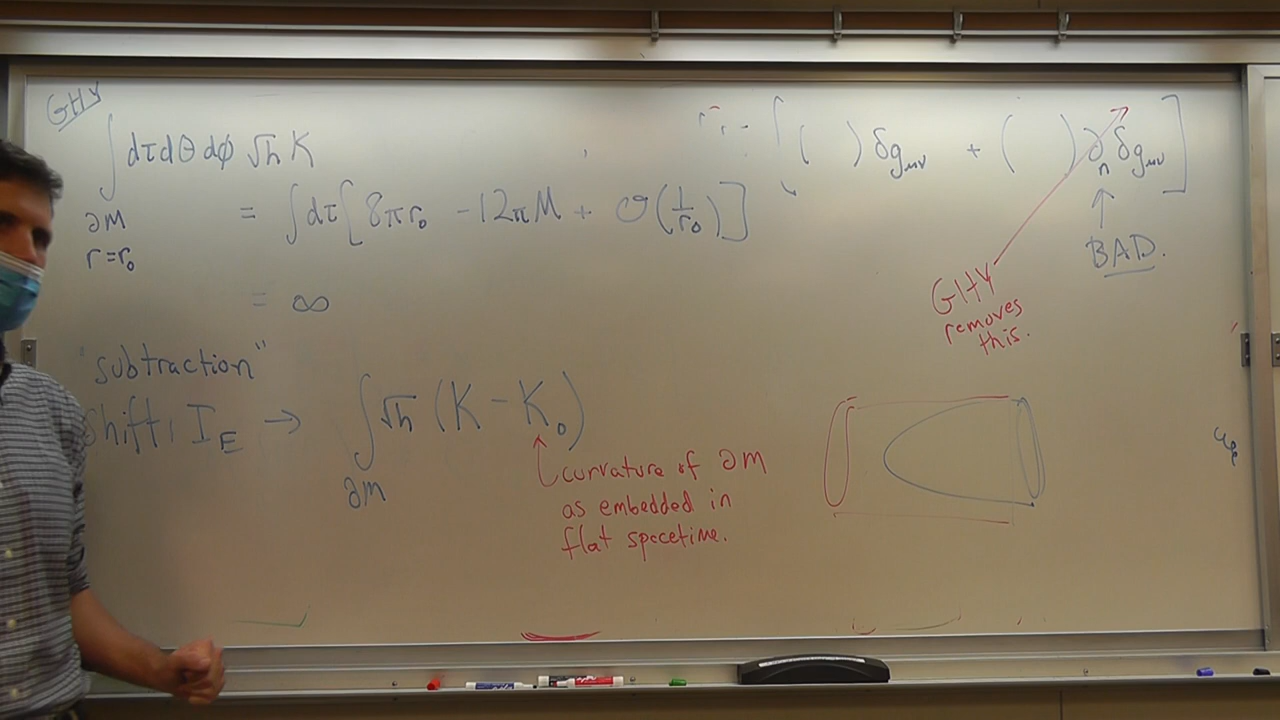 GHY
∫ dτ dθ dϕ √h K
∂M
r=r₀
= ∫ dτ [ 8πr₀ - 12πM + O(1/r₀) ]
= ∞
"subtraction"
Shift: I_E → ∫ √h (K - K₀)
∂M
curvature of ∂M
as embedded in
flat spacetime.
[ ( ) δg_μν + ( ) ∂_n δg_μν ]
BAD.
GHY
removes
this.